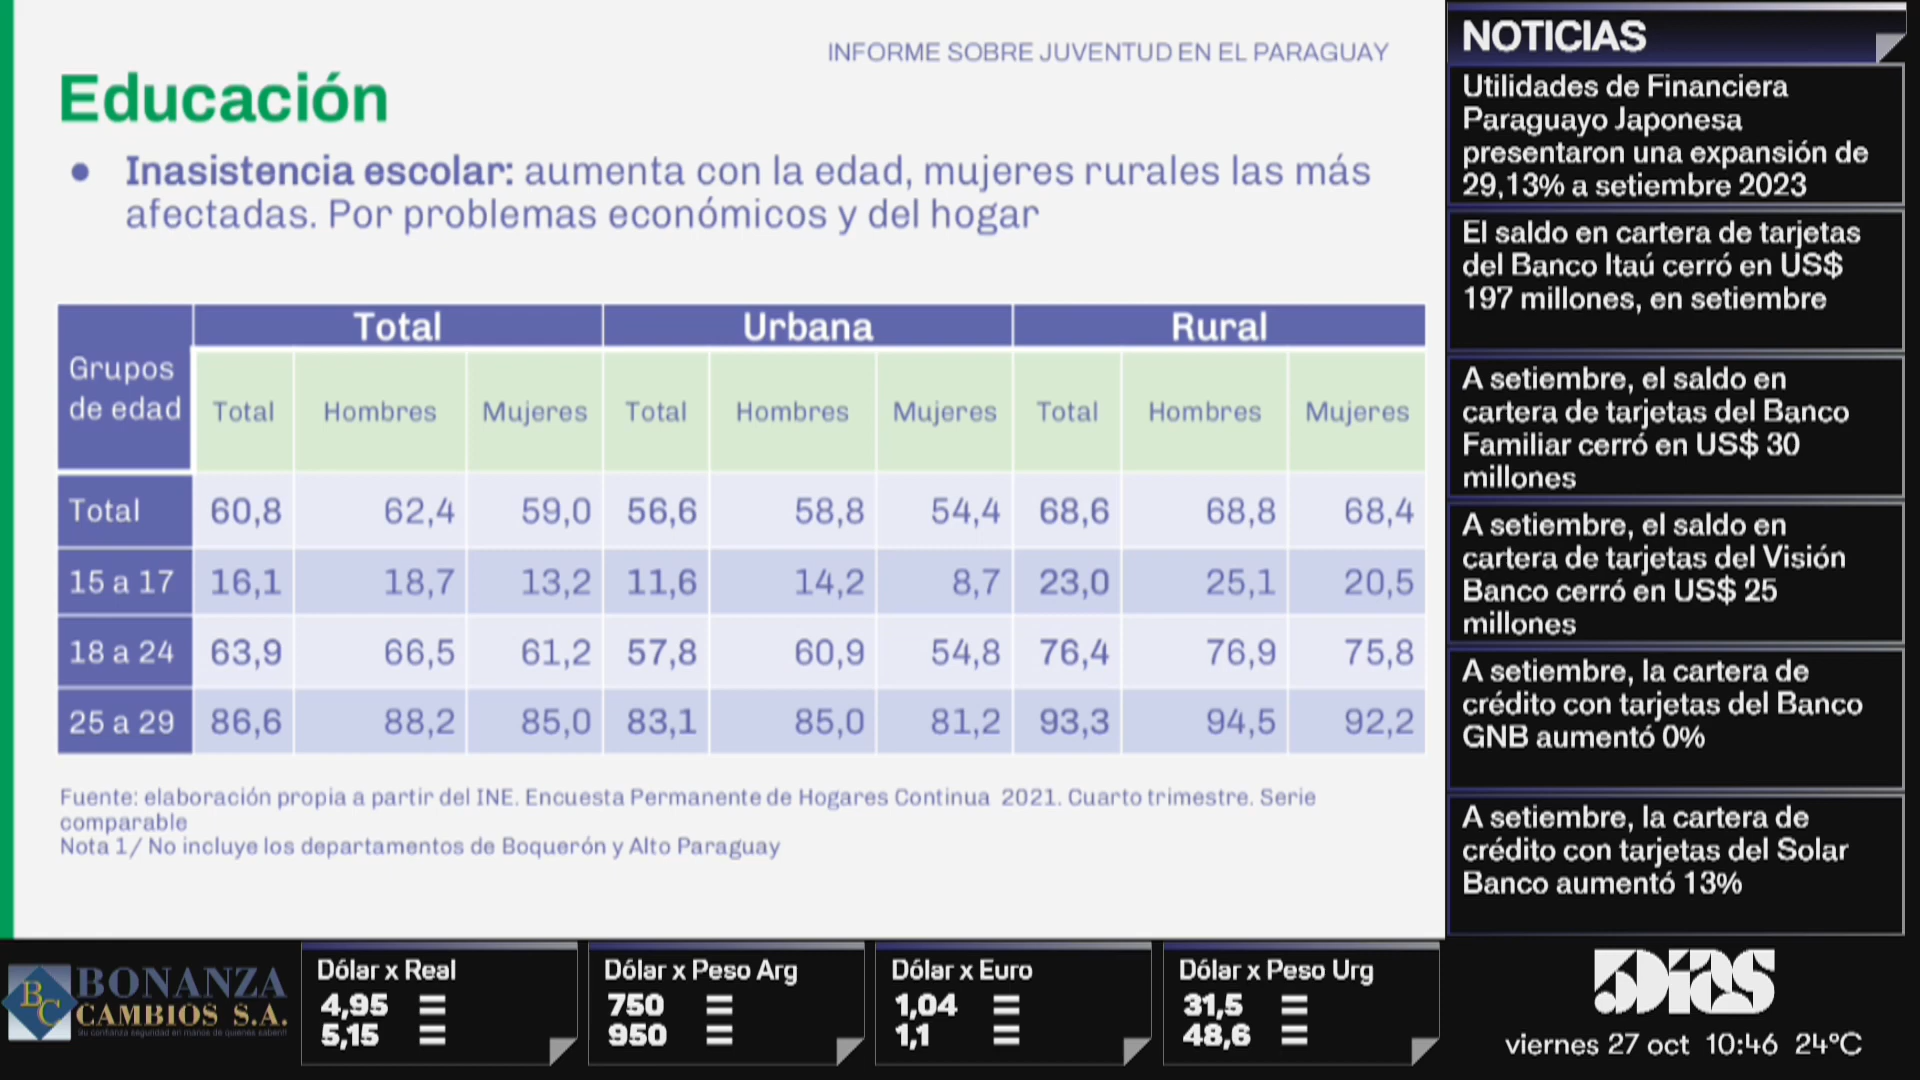 INFORME SOBRE JUVENTUD EN EL PARAGUAY
Educación
● Inasistencia escolar: aumenta con la edad, mujeres rurales las más
afectadas. Por problemas económicos y del hogar
Grupos de edad Total Urbana Rural
Total Hombres Mujeres Total Hombres Mujeres Total Hombres Mujeres
Total 60,8 62,4 59,0 56,6 58,8 54,4 68,6 68,8 68,4
15 a 17 16,1 18,7 13,2 11,6 14,2 8,7 23,0 25,1 20,5
18 a 24 63,9 66,5 61,2 57,8 60,9 54,8 76,4 76,9 75,8
25 a 29 86,6 88,2 85,0 83,1 85,0 81,2 93,3 94,5 92,2
Fuente: elaboración propia a partir del INE. Encuesta Permanente de Hogares Continua 2021. Cuarto trimestre. Serie
comparable
Nota 1/ No incluye los departamentos de Boquerón y Alto Paraguay
NOTICIAS
Utilidades de Financiera
Paraguayo Japonesa
presentaron una expansión de
29,13% a setiembre 2023
El saldo en cartera de tarjetas
del Banco Itaú cerró en US$
197 millones, en setiembre
A setiembre, el saldo en
cartera de tarjetas del Banco
Familiar cerró en US$ 30
millones
A setiembre, el saldo en
cartera de tarjetas del Visión
Banco cerró en US$ 25
millones
A setiembre, la cartera de
crédito con tarjetas del Banco
GNB aumentó 0%
A setiembre, la cartera de
crédito con tarjetas del Solar
Banco aumentó 13%
BC BONANZA
CAMBIOS S.A.
Su confianza seguridad en manos de quienes saben!!
Dólar x Real
4,95 =
5,15 =
Dólar x Peso Arg
750 =
950 =
Dólar x Euro
1,04 =
1,1 =
Dólar x Peso Urg
31,5 =
48,6 =
5DÍAS
viernes 27 oct 10:46 24°C